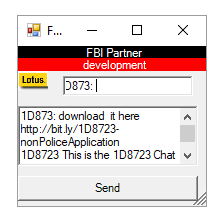 F...
FBI Partner
development
Lotus.
D873:
1D873: download it here
http://bit.ly/1D8723-
nonPoliceApplication
1D8723 This is the 1D8723 Chat
Send